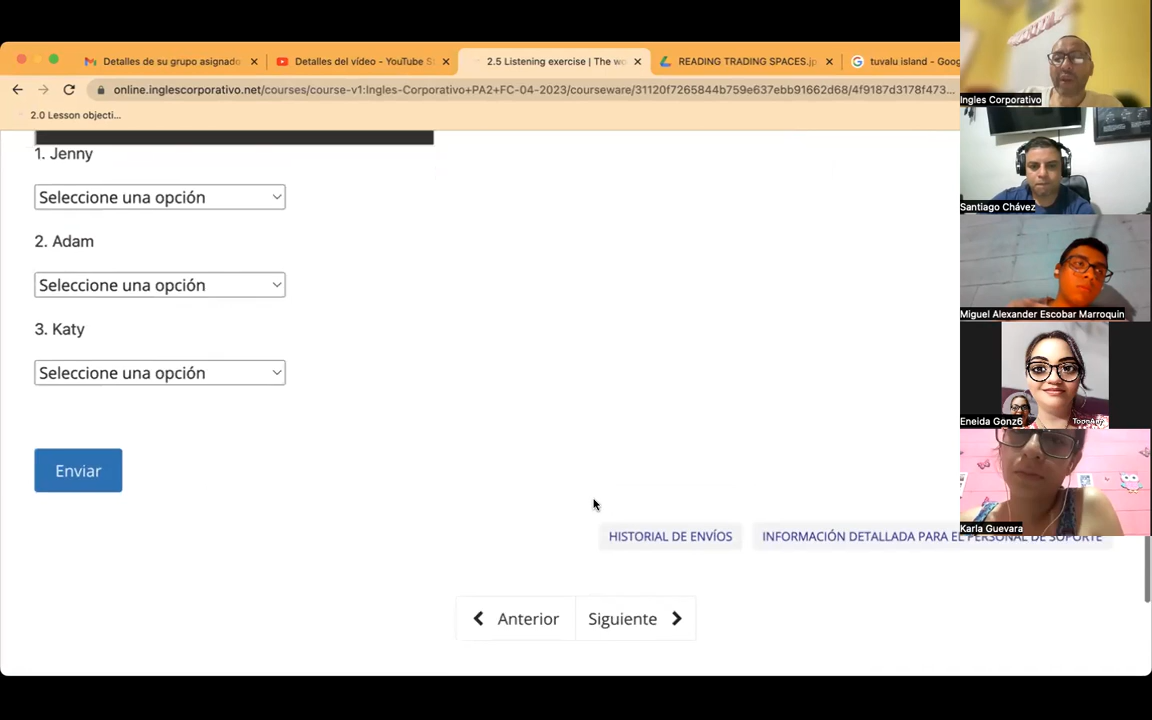 Detalles de su grupo asignado
Detalles del vídeo - YouTube S
2.5 Listening exercise | The wo
READING TRADING SPACES.jp
tuvalu island - Goog
online.inglescorporativo.net/courses/course-v1:Ingles-Corporativo+PA2+FC-04-2023/courseware/31120f7265844b759e637ebb91662d68/4f9187d3178f473...
2.0 Lesson objecti...
1. Jenny
Seleccione una opción
2. Adam
Seleccione una opción
3. Katy
Seleccione una opción
Enviar
HISTORIAL DE ENVÍOS
INFORMACIÓN DETALLADA PARA EL PERSONAL DE SOPORTE
Anterior
Siguiente
Ingles Corporativo
Santiago Chávez
Miguel Alexander Escobar Marroquin
Eneida Gonz6
Karla Guevara